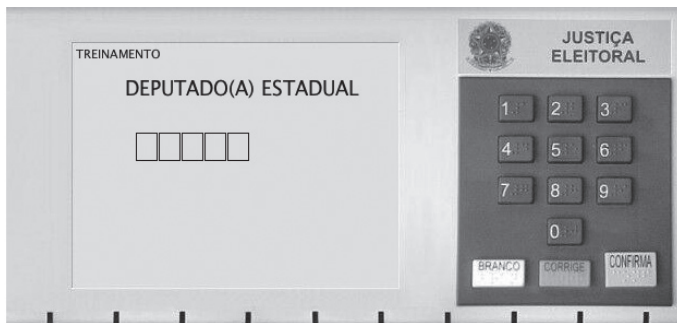 TREINAMENTO
DEPUTADO(A) ESTADUAL
JUSTIÇA
ELEITORAL
1 2 3
4 5 6
7 8 9
0
BRANCO CORRIGE CONFIRMA